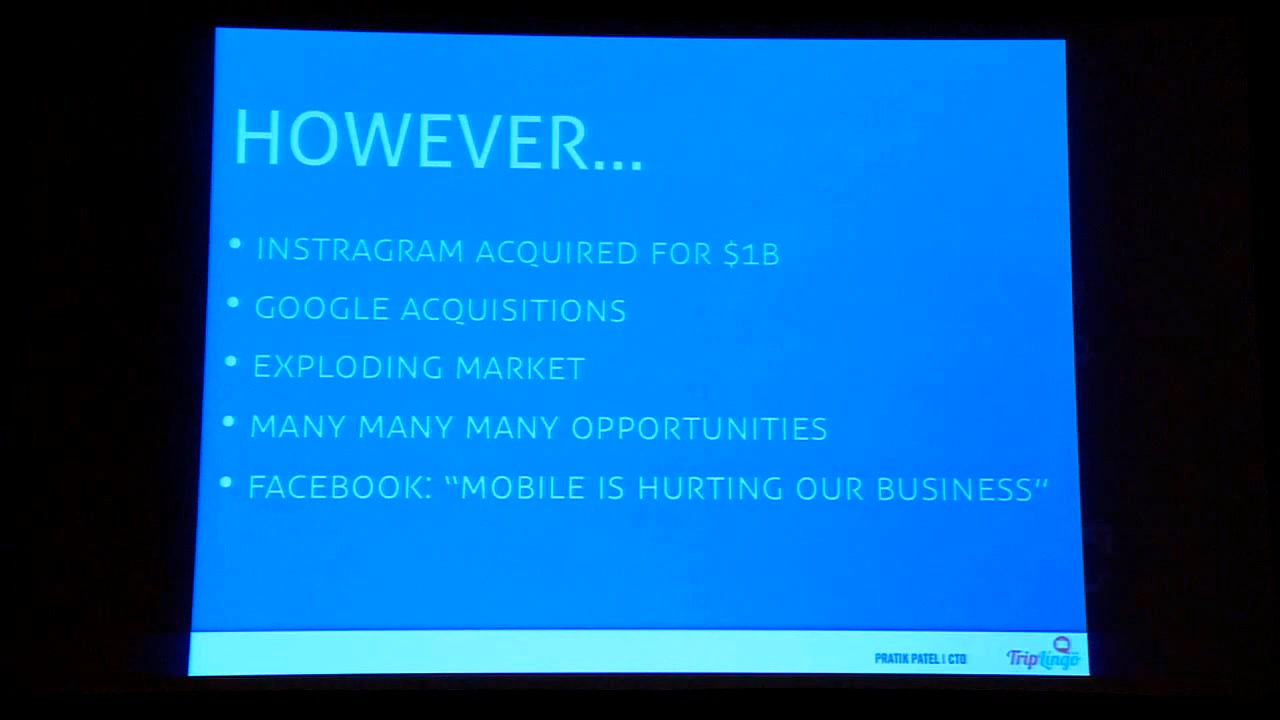 HOWEVER...
• INSTRAGRAM ACQUIRED FOR $1B
• GOOGLE ACQUISITIONS
• EXPLODING MARKET
• MANY MANY MANY OPPORTUNITIES
• FACEBOOK: “MOBILE IS HURTING OUR BUSINESS”
PRATIK PATEL | CTO
TripLingo